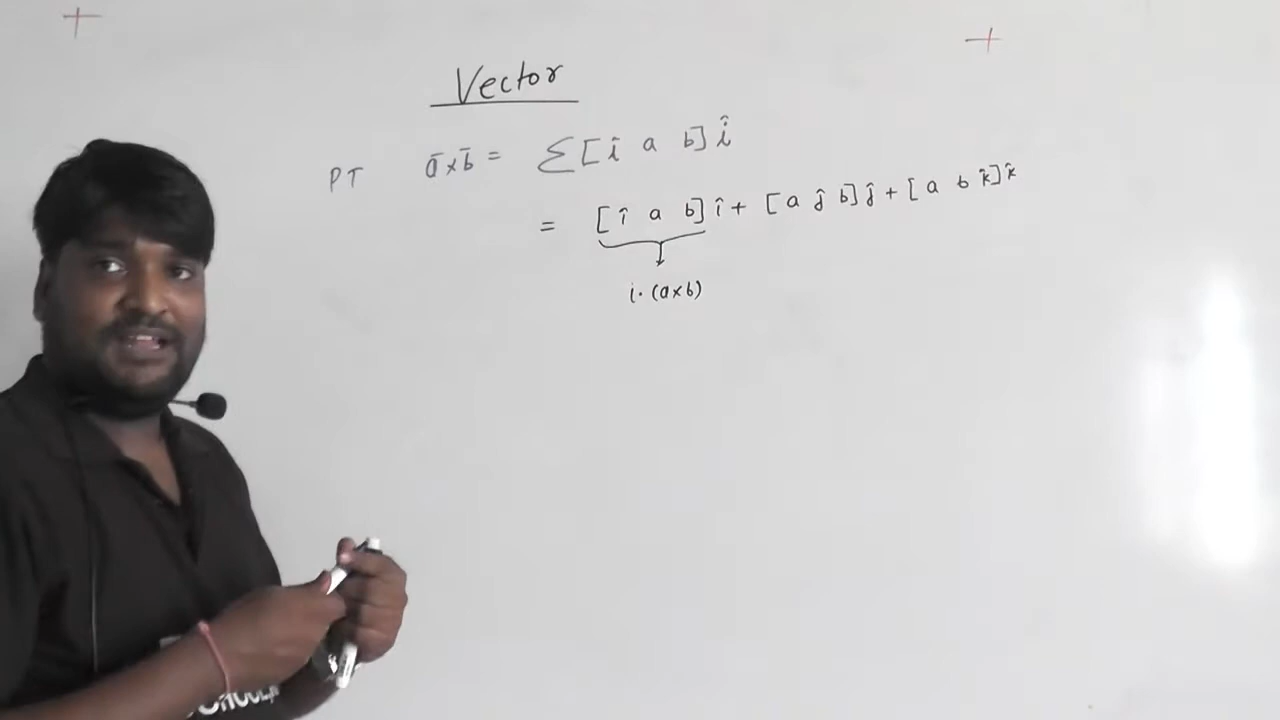 Vector
PT a̅×b̅ = Σ[î a b]î
= [î a b]î + [a ĵ b]ĵ + [a b k̂]k̂
i·(a×b)